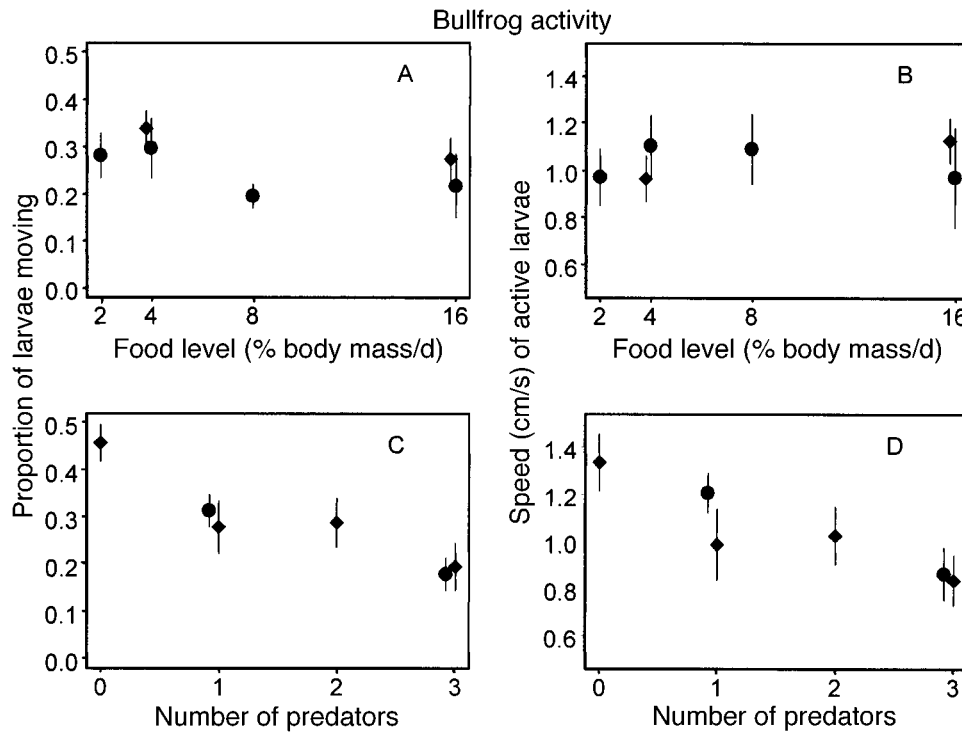 Bullfrog activity
Proportion of larvae moving
Speed (cm/s) of active larvae
A
0.5
0.4
0.3
0.2
0.1
0.0
2 4 8 16
Food level (% body mass/d)
B
1.4
1.2
1.0
0.8
0.6
2 4 8 16
Food level (% body mass/d)
C
0.5
0.4
0.3
0.2
0.1
0.0
0 1 2 3
Number of predators
D
1.4
1.2
1.0
0.8
0.6
0 1 2 3
Number of predators